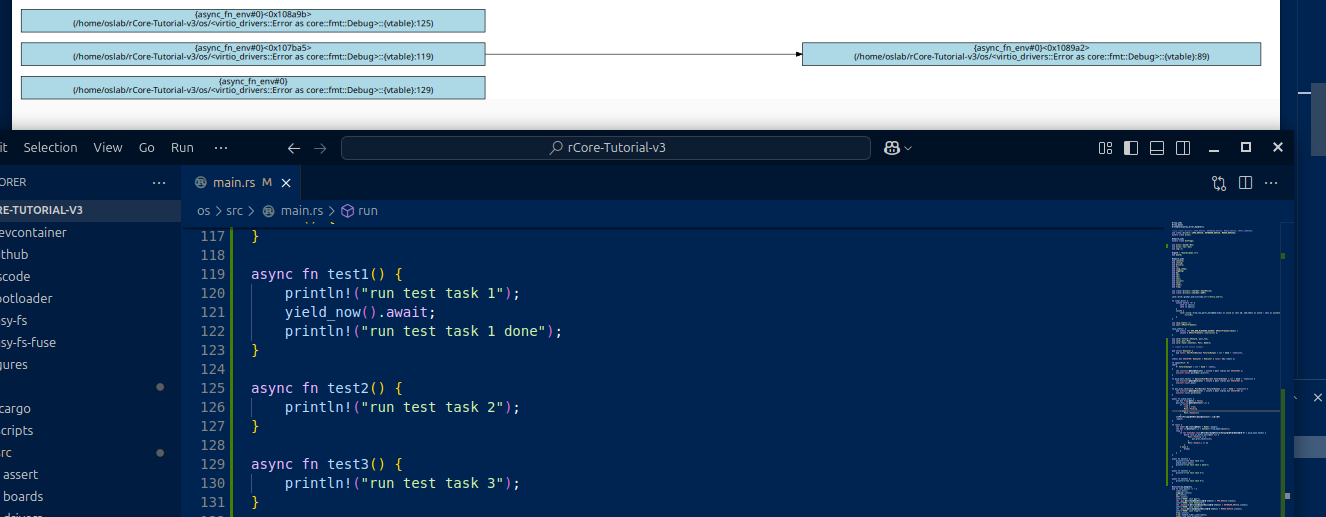 {async_fn_env#0}<0x108a9b>
(/home/oslab/rCore-Tutorial-v3/os/<virtio_drivers::Error as core::fmt::Debug>::{vtable}:125)
{async_fn_env#0}<0x107ba5>
(/home/oslab/rCore-Tutorial-v3/os/<virtio_drivers::Error as core::fmt::Debug>::{vtable}:119)
{async_fn_env#0}<0x1089a2>
(/home/oslab/rCore-Tutorial-v3/os/<virtio_drivers::Error as core::fmt::Debug>::{vtable}:89)
{async_fn_env#0}
(/home/oslab/rCore-Tutorial-v3/os/<virtio_drivers::Error as core::fmt::Debug>::{vtable}:129)
it Selection View Go Run ··· rCore-Tutorial-v3
ORER ···
main.rs M
RE-TUTORIAL-V3
os > src > main.rs > run
evcontainer
thub
scode
ootloader
sy-fs
sy-fs-fuse
gures
cargo
cripts
rc
assert
boards
drivers
117 }
118
119 async fn test1() {
120 println!("run test task 1");
121 yield_now().await;
122 println!("run test task 1 done");
123 }
124
125 async fn test2() {
126 println!("run test task 2");
127 }
128
129 async fn test3() {
130 println!("run test task 3");
131 }